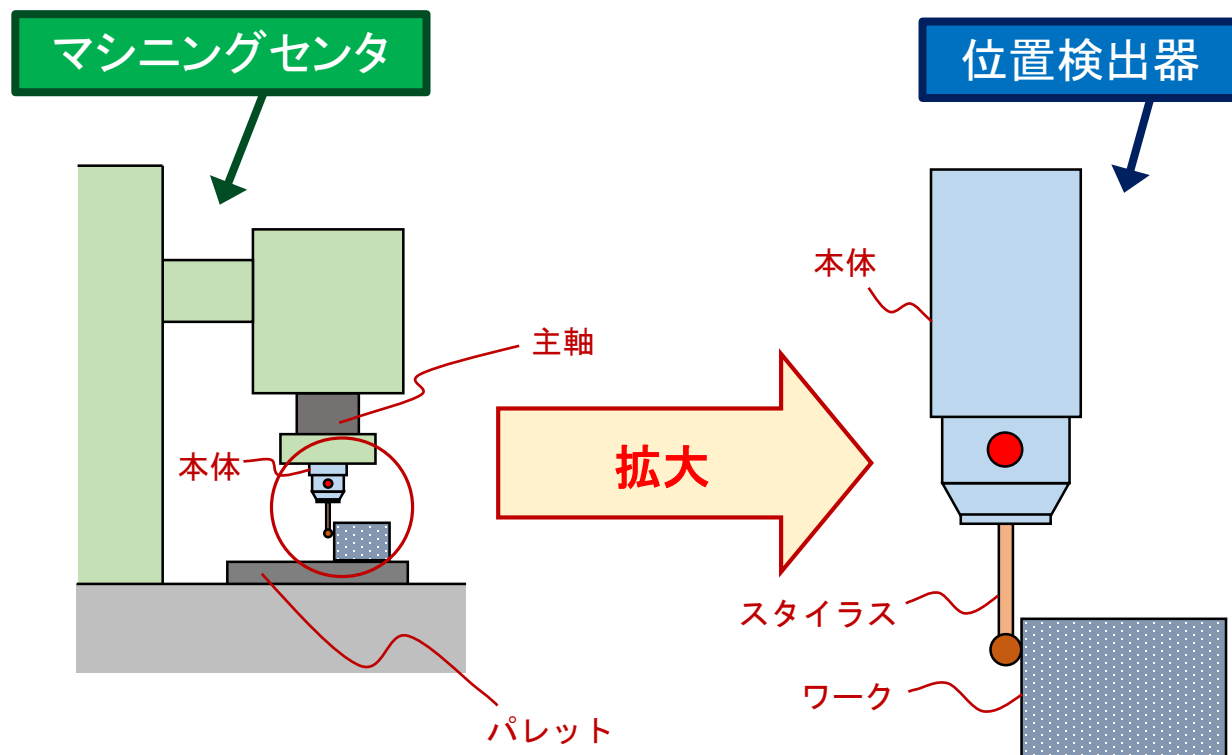 マシニングセンタ
位置検出器
本体
主軸
拡大
本体
スタイラス
ワーク
パレット